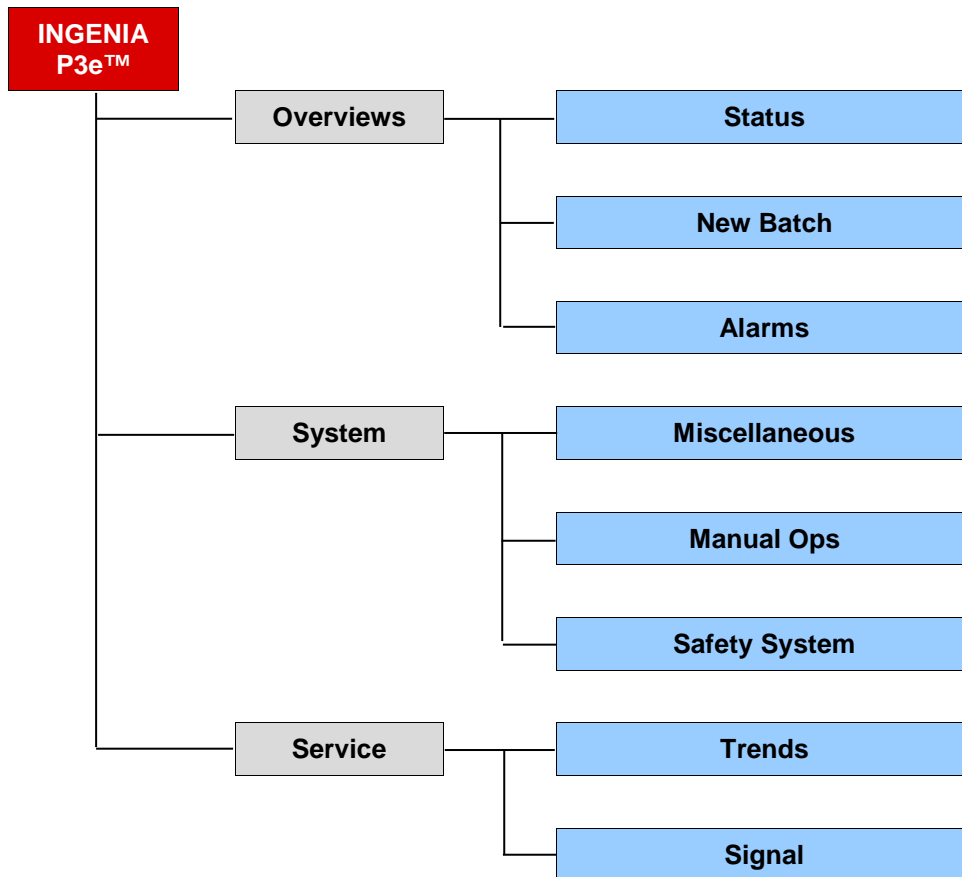 INGENIA
P3e™
Overviews
Status
New Batch
Alarms
System
Miscellaneous
Manual Ops
Safety System
Service
Trends
Signal